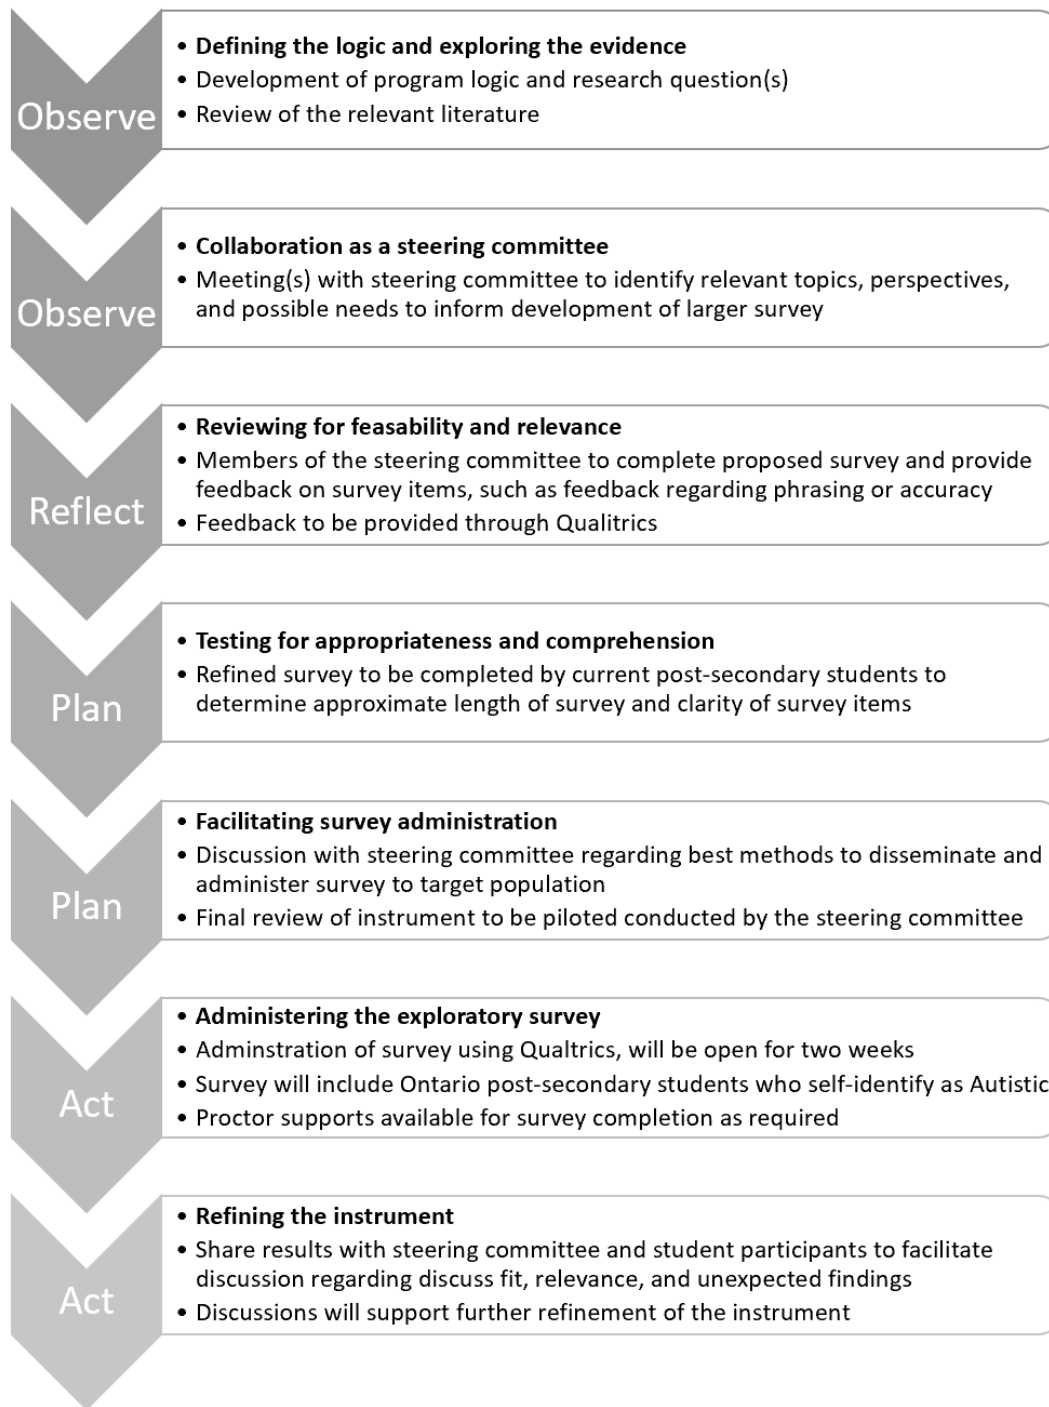 Observe
• Defining the logic and exploring the evidence
• Development of program logic and research question(s)
• Review of the relevant literature
Observe
• Collaboration as a steering committee
• Meeting(s) with steering committee to identify relevant topics, perspectives,
and possible needs to inform development of larger survey
Reflect
• Reviewing for feasability and relevance
• Members of the steering committee to complete proposed survey and provide
feedback on survey items, such as feedback regarding phrasing or accuracy
• Feedback to be provided through Qualitrics
Plan
• Testing for appropriateness and comprehension
• Refined survey to be completed by current post-secondary students to
determine approximate length of survey and clarity of survey items
Plan
• Facilitating survey administration
• Discussion with steering committee regarding best methods to disseminate and
administer survey to target population
• Final review of instrument to be piloted conducted by the steering committee
Act
• Administering the exploratory survey
• Adminstration of survey using Qualtrics, will be open for two weeks
• Survey will include Ontario post-secondary students who self-identify as Autistic
• Proctor supports available for survey completion as required
Act
• Refining the instrument
• Share results with steering committee and student participants to facilitate
discussion regarding discuss fit, relevance, and unexpected findings
• Discussions will support further refinement of the instrument